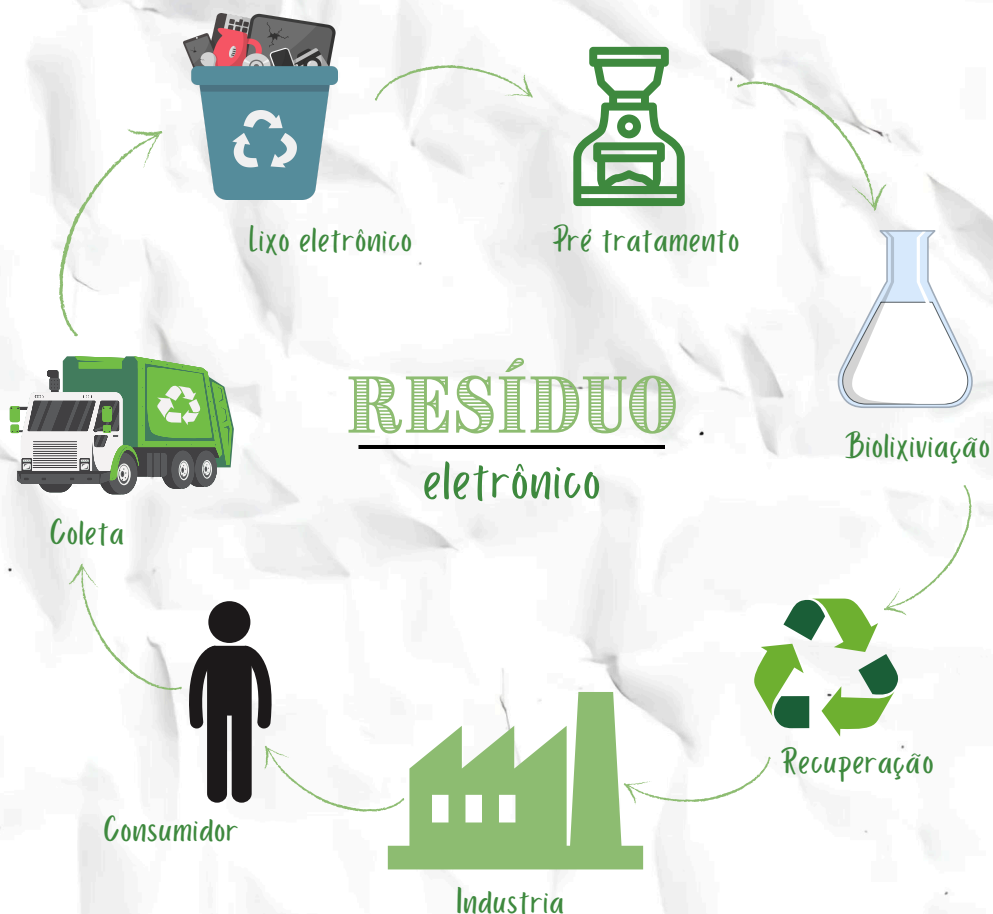 Lixo eletrônico
Pré tratamento
RESÍDUO
eletrônico
Biolixiviação
Coleta
Recuperação
Consumidor
Industria